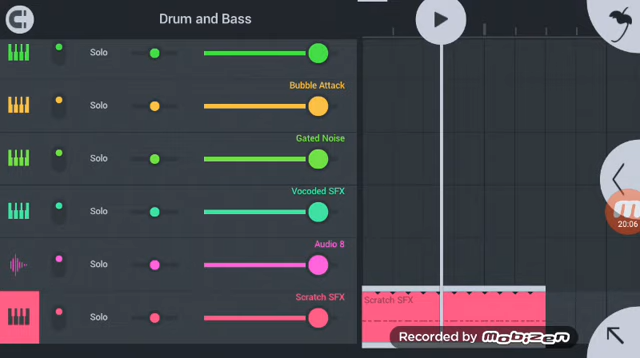 Drum and Bass
Solo
Bubble Attack
Solo
Gated Noise
Solo
Vocoded SFX
Solo
Audio 8
Solo
Scratch SFX
Solo
Scratch SFX
20:06
Recorded by Mobizen